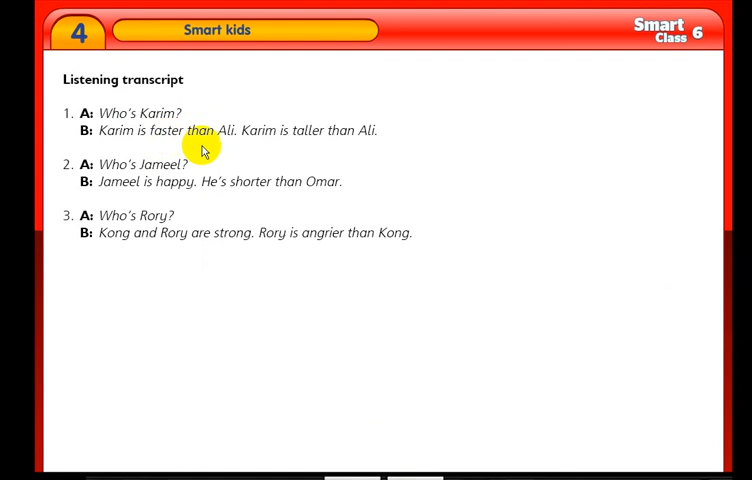 4
Smart kids
Smart
Class 6
Listening transcript
1. A: Who's Karim?
B: Karim is faster than Ali. Karim is taller than Ali.
2. A: Who's Jameel?
B: Jameel is happy. He's shorter than Omar.
3. A: Who's Rory?
B: Kong and Rory are strong. Rory is angrier than Kong.